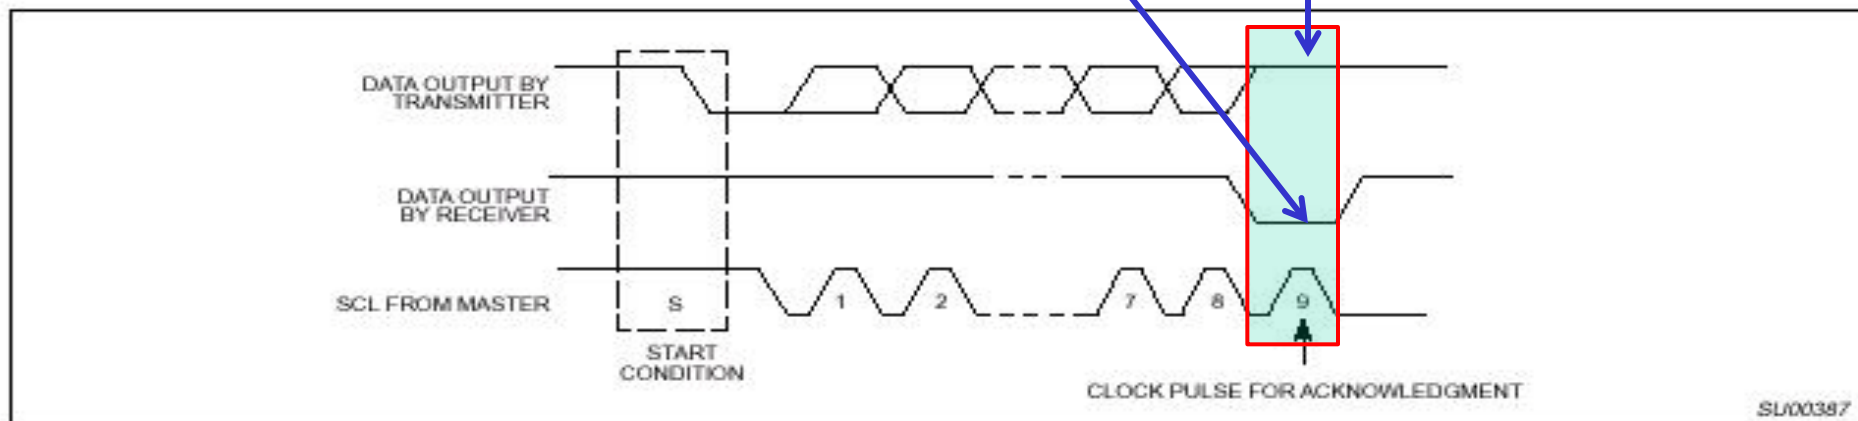 DATA OUTPUT BY
TRANSMITTER
DATA OUTPUT
BY RECEIVER
SCL FROM MASTER
S
1
2
7
8
9
START
CONDITION
CLOCK PULSE FOR ACKNOWLEDGMENT
SU00387